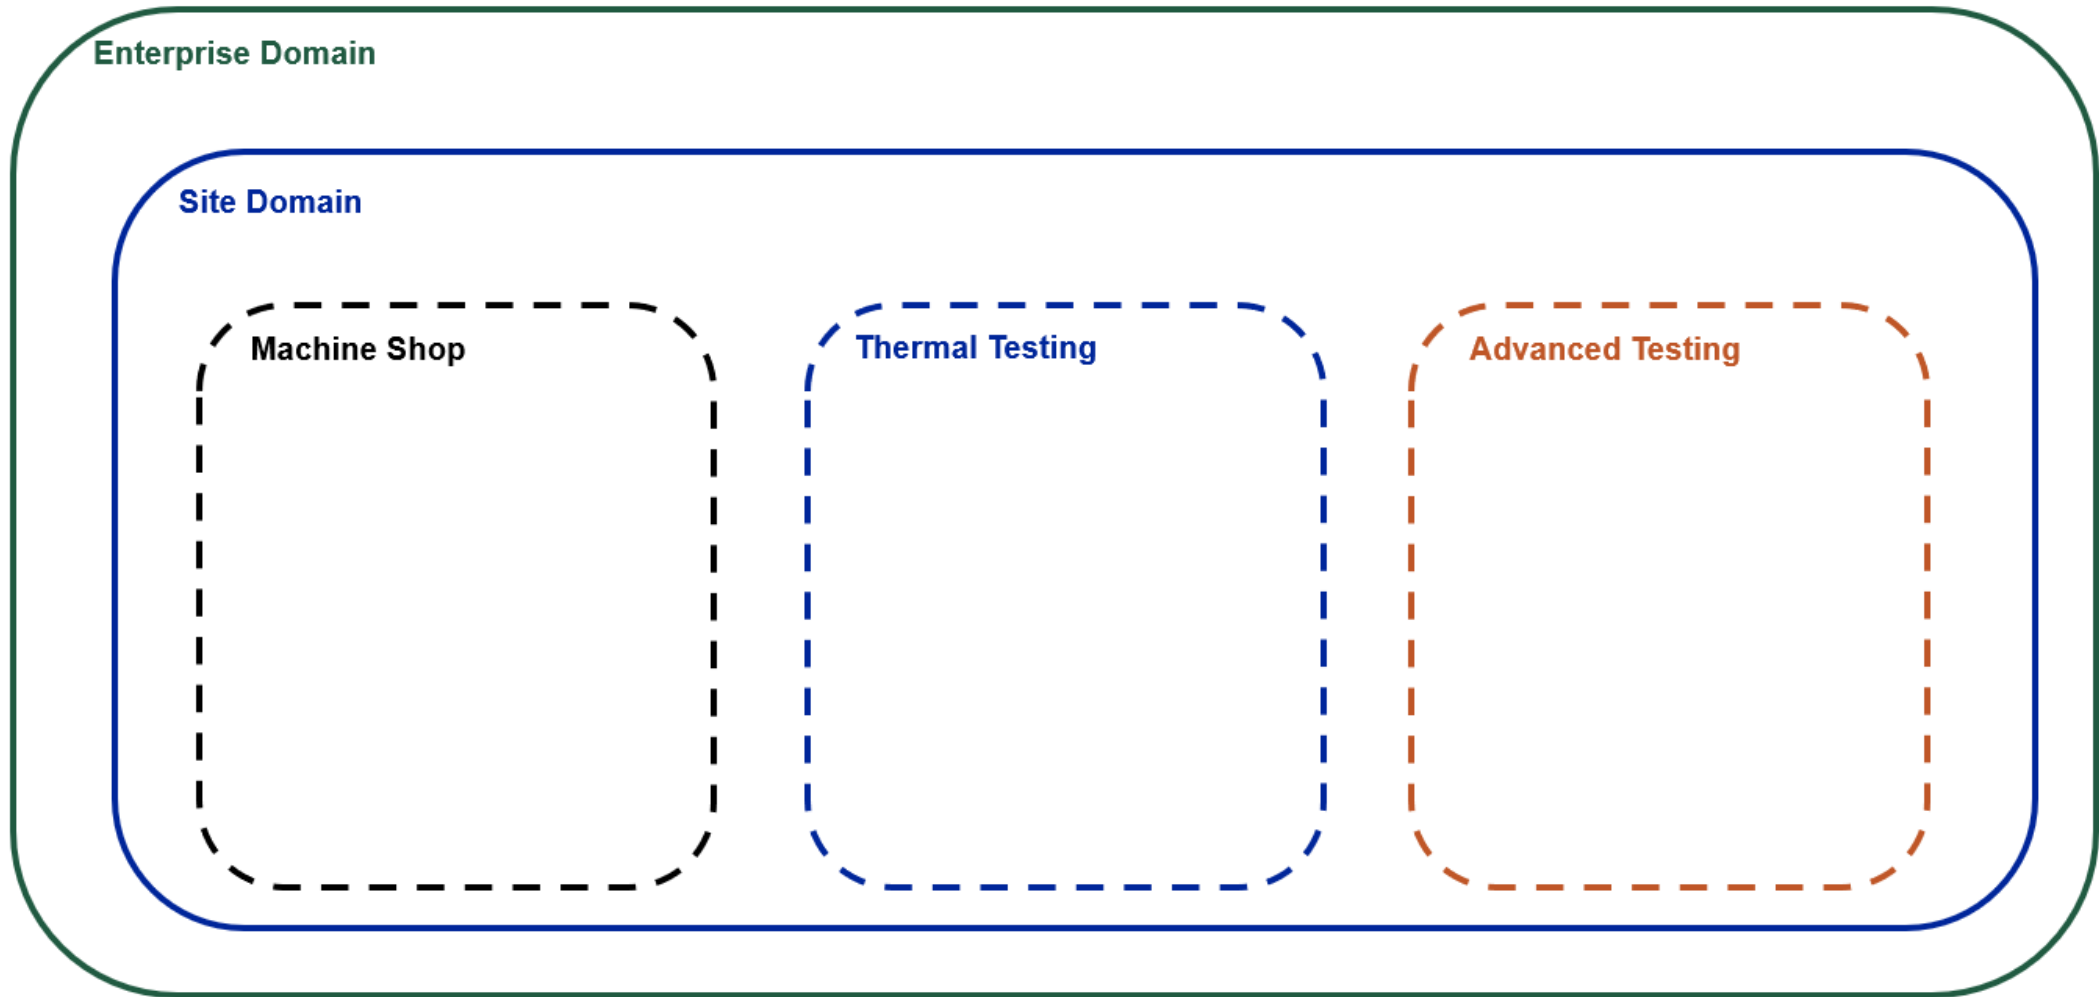 Enterprise Domain
Site Domain
Machine Shop
Thermal Testing
Advanced Testing